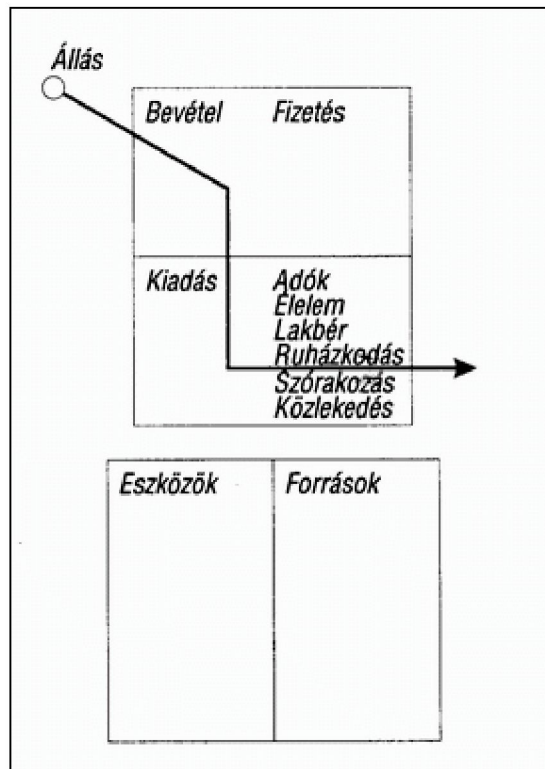 Állás
Bevétel Fizetés
Kiadás Adók
Élelem
Lakbér
Ruházkodás
Szórakozás
Közlekedés
Eszközök Források